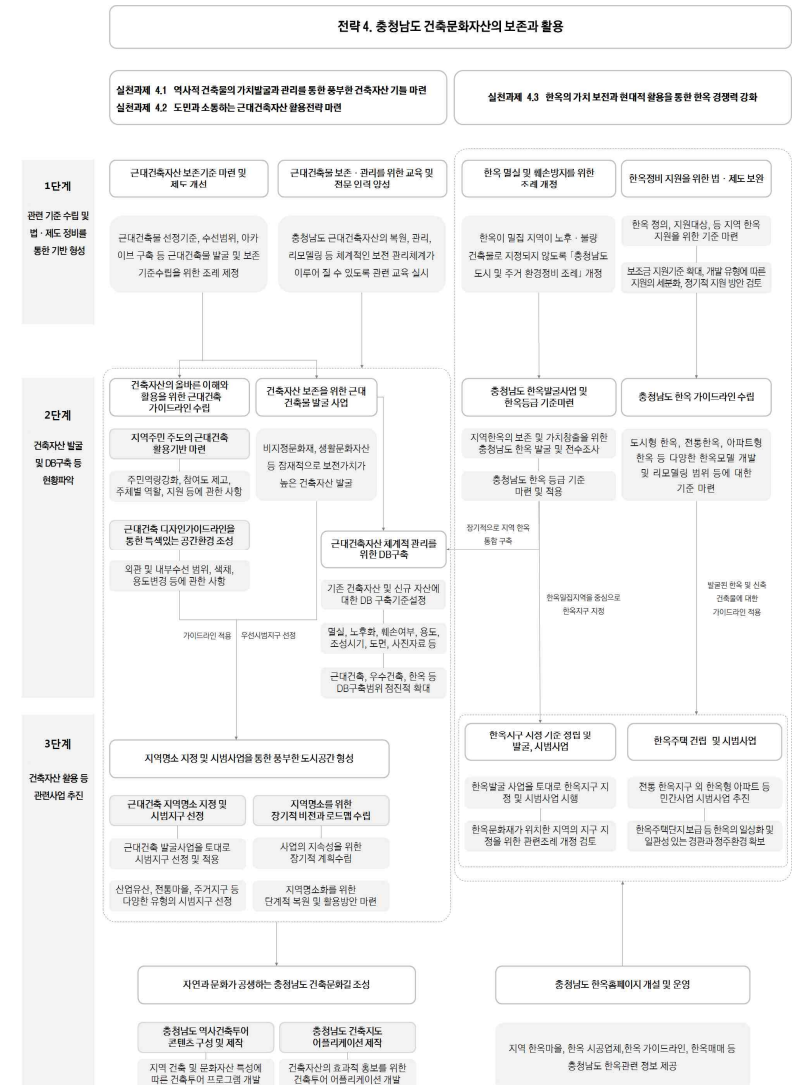 전략 4. 충청남도 건축문화자산의 보존과 활용
실천과제 4.1 역사적 건축물의 가치발굴과 관리를 통한 풍부한 건축자산 기틀 마련
실천과제 4.2 도민과 소통하는 근대건축자산 활용전략 마련
실천과제 4.3 한옥의 가치 보전과 현대적 활용을 통한 한옥 경쟁력 강화
1단계
관련 기준 수립 및
법ㆍ제도 정비를
통한 기반 형성
근대건축자산 보존기준 마련 및
제도 개선
근대건축물 선정기준, 수선범위, 아카
이브 구축 등 근대건축물 발굴 및 보존
기준수립을 위한 조례 제정
근대건축물 보존ㆍ관리를 위한 교육 및
전문 인력 양성
충청남도 근대건축자산의 복원, 관리,
리모델링 등 체계적인 보전 관리체계가
이루어 질 수 있도록 관련 교육 실시
한옥 멸실 및 훼손방지를 위한
조례 개정
한옥이 밀집 지역이 노후ㆍ불량
건축물로 지정되지 않도록 「충청남도
도시 및 주거 환경정비 조례」 개정
한옥정비 지원을 위한 법ㆍ제도 보완
한옥 정의, 지원대상, 등 지역 한옥
지원을 위한 기준 마련
보조금 지원기준 확대, 개발 유형에 따른
지원의 세분화, 정기적 지원 방안 검토
2단계
건축자산 발굴
및 DB구축 등
현황파악
건축자산의 올바른 이해와
활용을 위한 근대건축
가이드라인 수립
지역주민 주도의 근대건축
활용기반 마련
주민역량강화, 참여도 제고,
주체별 역할, 지원 등에 관한 사항
근대건축 디자인가이드라인을
통한 특색있는 공간환경 조성
외관 및 내부수선 범위, 색채,
용도변경 등에 관한 사항
건축자산 보존을 위한 근대
건축물 발굴 사업
비지정문화재, 생활문화자산
등 잠재적으로 보전가치가
높은 건축자산 발굴
근대건축자산 체계적 관리를
위한 DB구축
기존 건축자산 및 신규 자산에
대한 DB 구축기준설정
멸실, 노후화, 훼손여부, 용도,
조성시기, 도면, 사진자료 등
근대건축, 우수건축, 한옥 등
DB구축범위 점진적 확대
가이드라인 적용
우선시범지구 선정
충청남도 한옥발굴사업 및
한옥등급 기준마련
지역한옥의 보존 및 가치창출을 위한
충청남도 한옥 발굴 및 전수조사
충청남도 한옥 등급 기준
마련 및 적용
장기적으로 지역 한옥
통합 구축
한옥밀집지역을 중심으로
한옥지구 지정
충청남도 한옥 가이드라인 수립
도시형 한옥, 전통한옥, 아파트형
한옥 등 다양한 한옥모델 개발
및 리모델링 범위 등에 대한
기준 마련
발굴된 한옥 및 신축
건축물에 대한
가이드라인 적용
3단계
건축자산 활용 등
관련사업 추진
지역명소 지정 및 시범사업을 통한 풍부한 도시공간 형성
근대건축 지역명소 지정 및
시범지구 선정
근대건축 발굴사업을 토대로
시범지구 선정 및 적용
산업유산, 전통마을, 주거지구 등
다양한 유형의 시범지구 선정
지역명소를 위한
장기적 비전과 로드맵 수립
사업의 지속성을 위한
장기적 계획수립
지역명소화를 위한
단계적 복원 및 활용방안 마련
한옥지구 지정 기준 정립 및
발굴, 시범사업
한옥발굴 사업을 토대로 한옥지구 지
정 및 시범사업 시행
한옥문화재가 위치한 지역의 지구 지
정을 위한 관련조례 개정 검토
한옥주택 건립 및 시범사업
전통 한옥지구 외 한옥형 아파트 등
민간사업 시범사업 추진
한옥주택단지 보급 등 한옥의 일상화 및
일관성 있는 경관과 정주환경 확보
자연과 문화가 공생하는 충청남도 건축문화길 조성
충청남도 역사건축투어
콘텐츠 구성 및 제작
지역 건축 및 문화자산 특성에
따른 건축투어 프로그램 개발
충청남도 건축지도
어플리케이션 제작
건축자산의 효과적 홍보를 위한
건축투어 어플리케이션 개발
충청남도 한옥홈페이지 개설 및 운영
지역 한옥마을, 한옥 시공업체,한옥 가이드라인, 한옥매매 등
충청남도 한옥관련 정보 제공